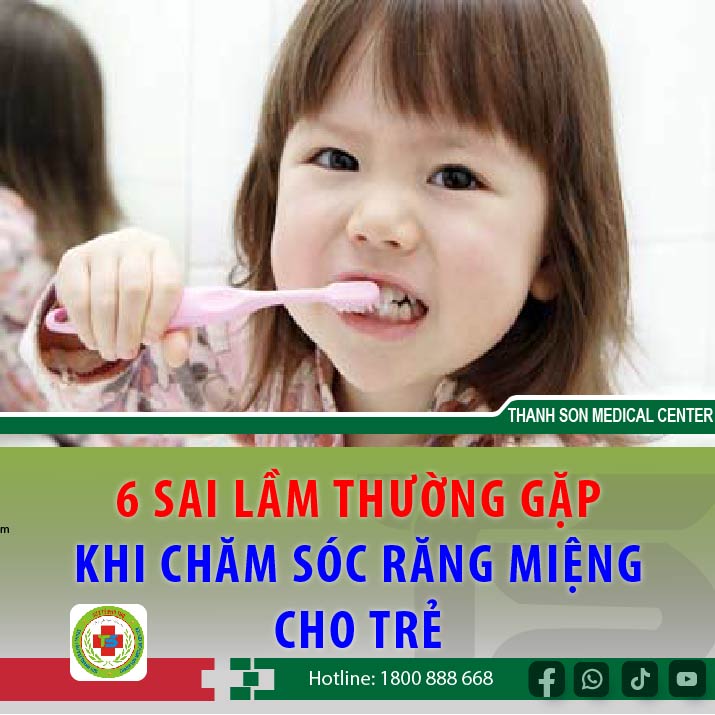 THANH SON MEDICAL CENTER
6 SAI LẦM THƯỜNG GẶP
m
KHI CHĂM SÓC RĂNG MIỆNG
CHO TRẺ
Hotline: 1800 888 668